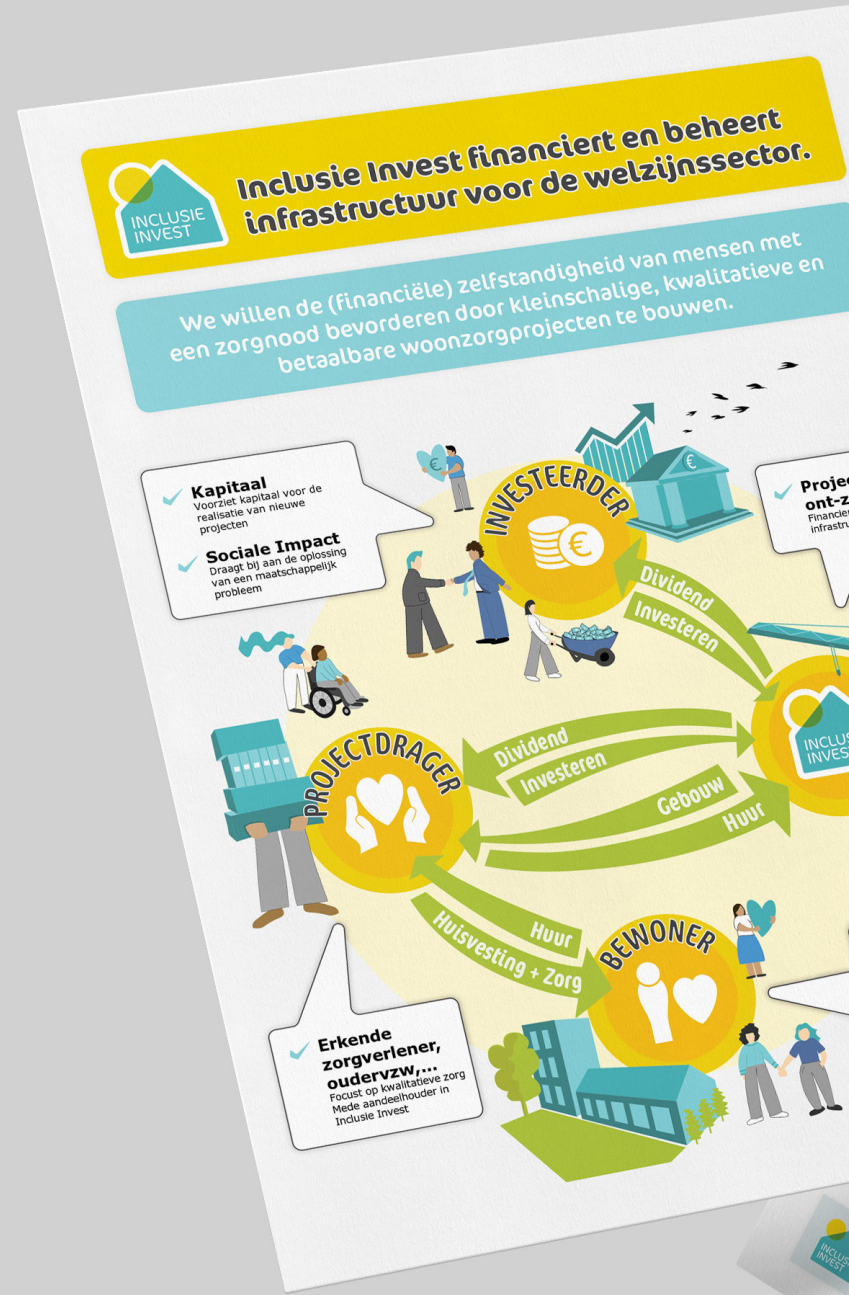 INCLUSIE
INVEST
Inclusie Invest financiert en beheert
infrastructuur voor de welzijnssector.
We willen de (financiële) zelfstandigheid van mensen met
een zorgnood bevorderen door kleinschalige, kwalitatieve en
betaalbare woonzorgprojecten te bouwen.
Kapitaal
Voorziet kapitaal voor de
realisatie van nieuwe
projecten
Sociale Impact
Draagt bij aan de oplossing
van een maatschappelijk
probleem
€
INVESTEERDER
€
€
Dividend
Investeren
PROJECTDRAGER
Dividend
Investeren
Gebouw
Huur
Huur
Huisvesting + Zorg
BEWONER
Erkende
zorgverlener,
oudervzw,...
Focust op kwalitatieve zorg
Mede aandeelhouder in
Inclusie Invest